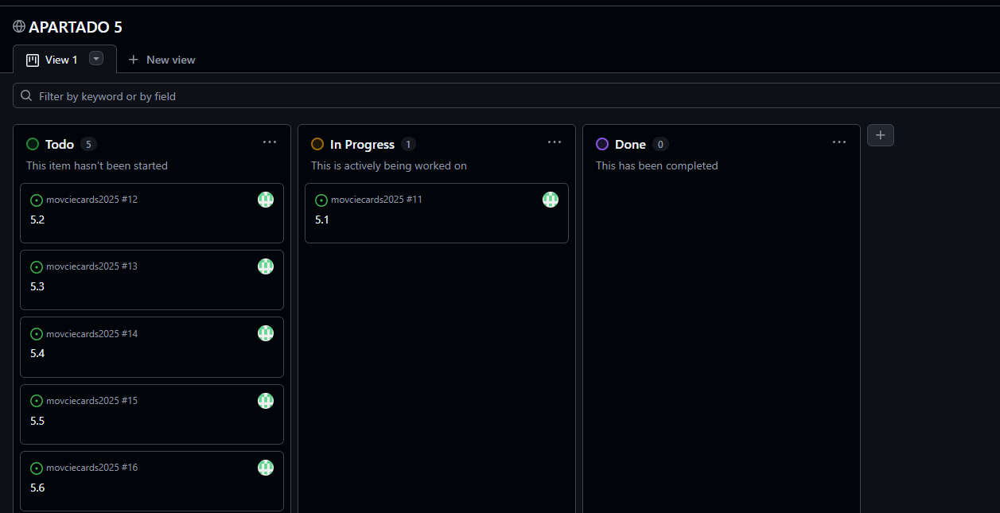 APARTADO 5
View 1 New view
Filter by keyword or by field
Todo 5
This item hasn't been started
movciecards2025 #12
5.2
movciecards2025 #13
5.3
movciecards2025 #14
5.4
movciecards2025 #15
5.5
movciecards2025 #16
5.6
In Progress 1
This is actively being worked on
movciecards2025 #11
5.1
Done 0
This has been completed